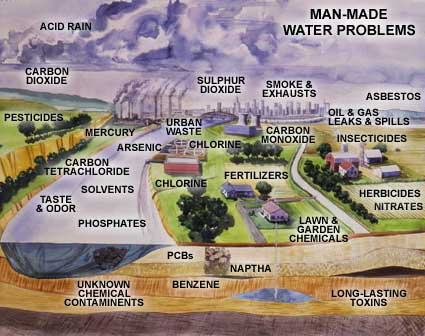 MAN-MADE
WATER PROBLEMS
ACID RAIN
CARBON
DIOXIDE
SULPHUR
DIOXIDE
SMOKE &
EXHAUSTS
ASBESTOS
PESTICIDES
MERCURY
URBAN
WASTE
OIL & GAS
LEAKS & SPILLS
ARSENIC
CHLORINE
CARBON
MONOXIDE
INSECTICIDES
CARBON
TETRACHLORIDE
SOLVENTS
CHLORINE
FERTILIZERS
HERBICIDES
NITRATES
TASTE
& ODOR
PHOSPHATES
LAWN &
GARDEN
CHEMICALS
PCBs
NAPTHA
UNKNOWN
CHEMICAL
CONTAMINENTS
BENZENE
LONG-LASTING
TOXINS